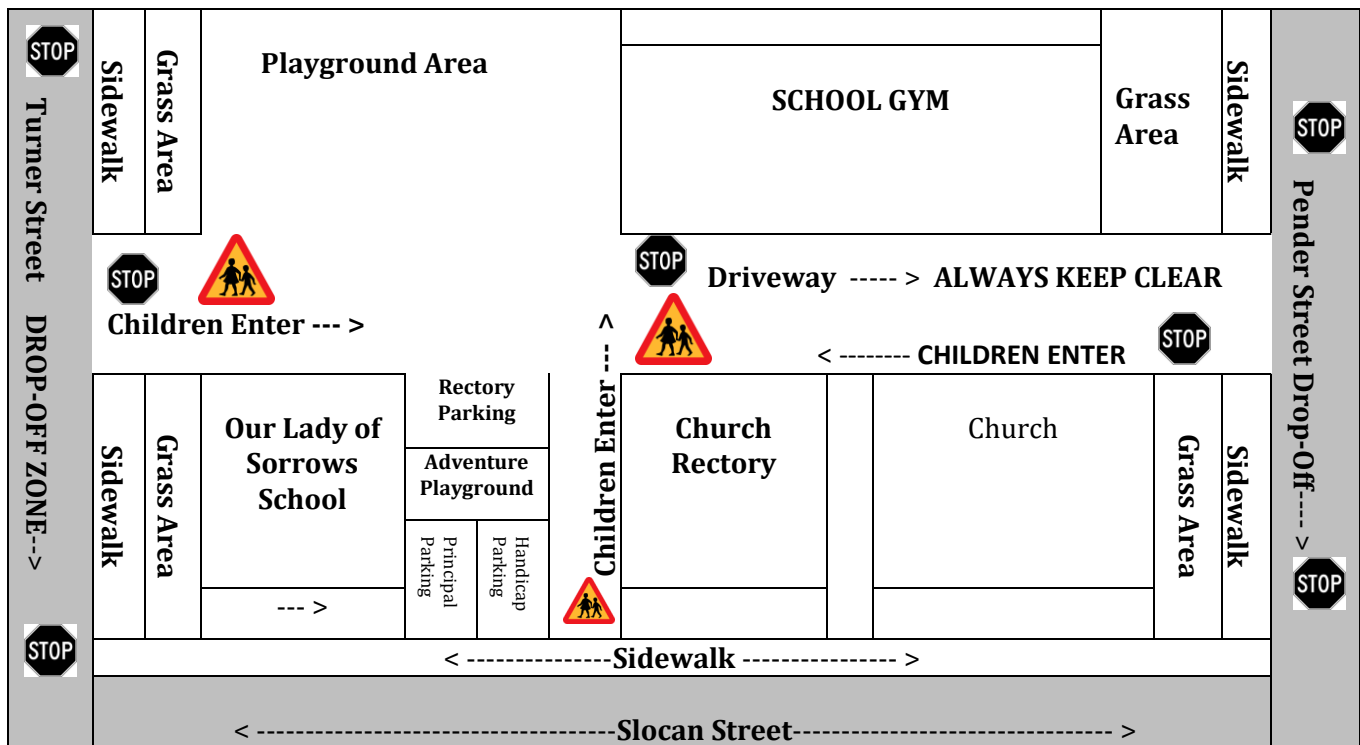 STOP
Turner Street DROP-OFF ZONE-->
STOP
Sidewalk
Grass Area
Playground Area
SCHOOL GYM
Grass
Area
Sidewalk
STOP
Pender Street Drop-Off---- >
STOP
STOP
Children Enter --- >
STOP
Driveway ----- > ALWAYS KEEP CLEAR
< -------- CHILDREN ENTER
STOP
Sidewalk
Grass Area
Our Lady of
Sorrows
School
--- >
Rectory
Parking
Adventure
Playground
Principal
Parking
Handicap
Parking
Children Enter ---- >
Church
Rectory
Church
Grass Area
Sidewalk
< ---------------Sidewalk ---------------- >
< -------------------------------------Slocan Street--------------------------------- >